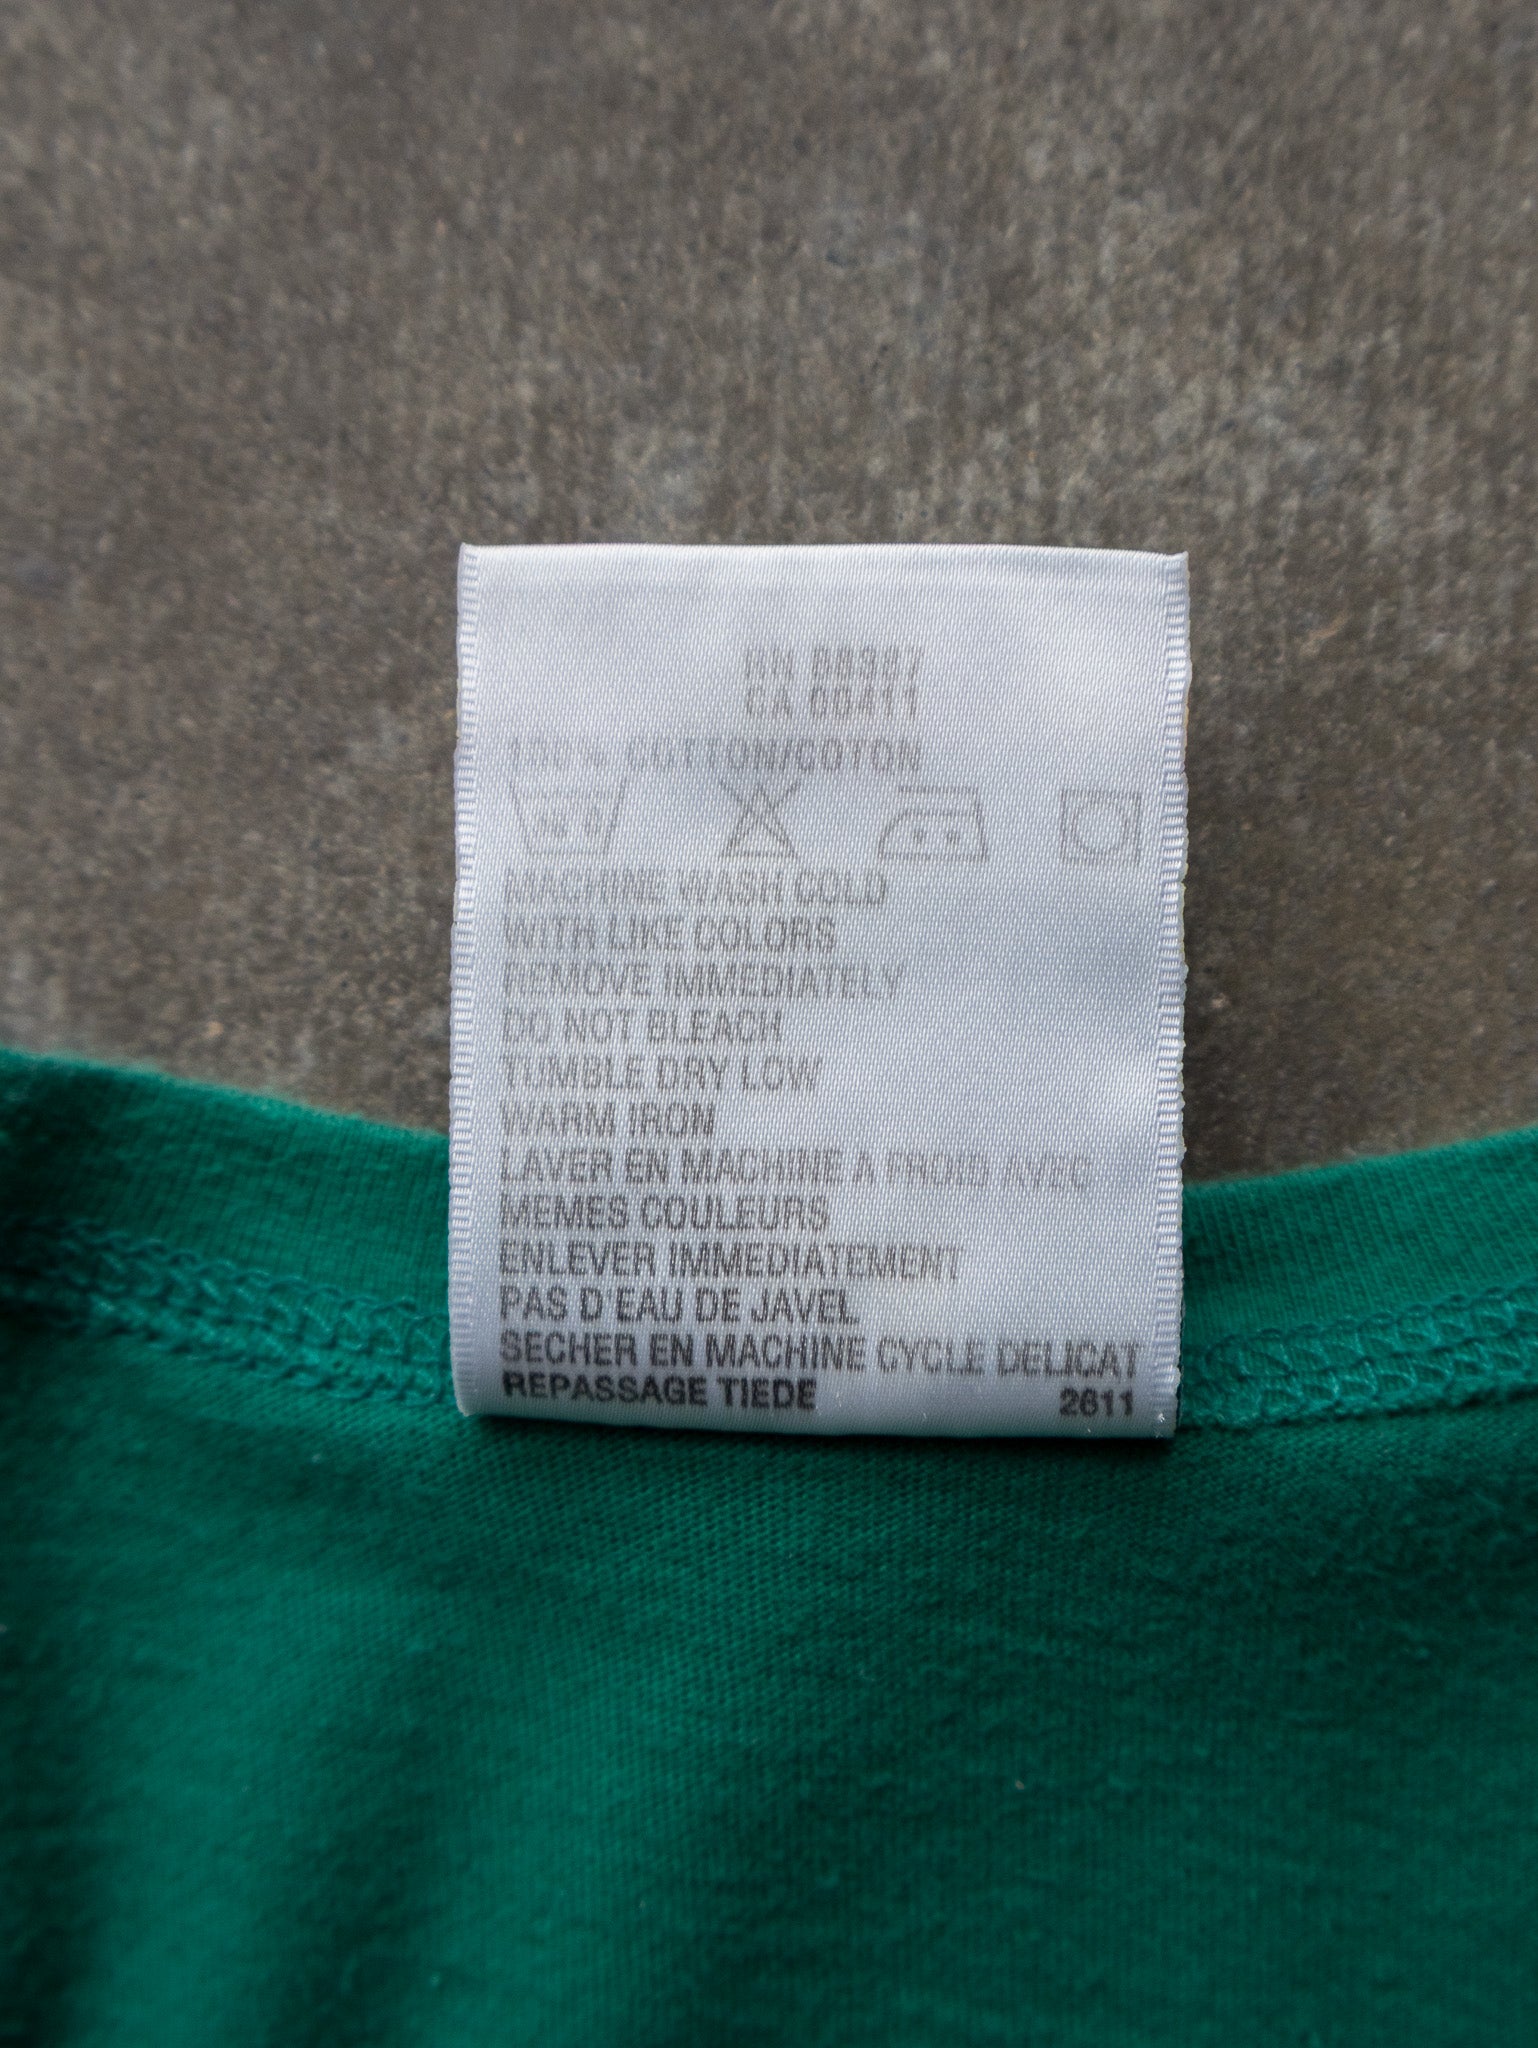 CA 00411
100% COTTON/COTON
MACHINE WASH COLD
WITH LIKE COLORS
REMOVE IMMEDIATELY
DO NOT BLEACH
TUMBLE DRY LOW
WARM IRON
LAVER EN MACHINE A FROID AVEC
MEMES COULEURS
ENLEVER IMMEDIATEMENT
PAS D'EAU DE JAVEL
SECHER EN MACHINE CYCLE DELICAT
REPASSAGE TIEDE 2611